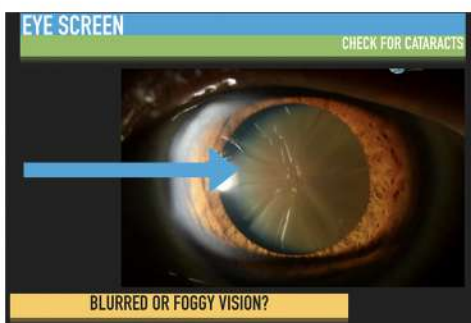 EYE SCREEN
CHECK FOR CATARACTS
BLURRED OR FOGGY VISION?